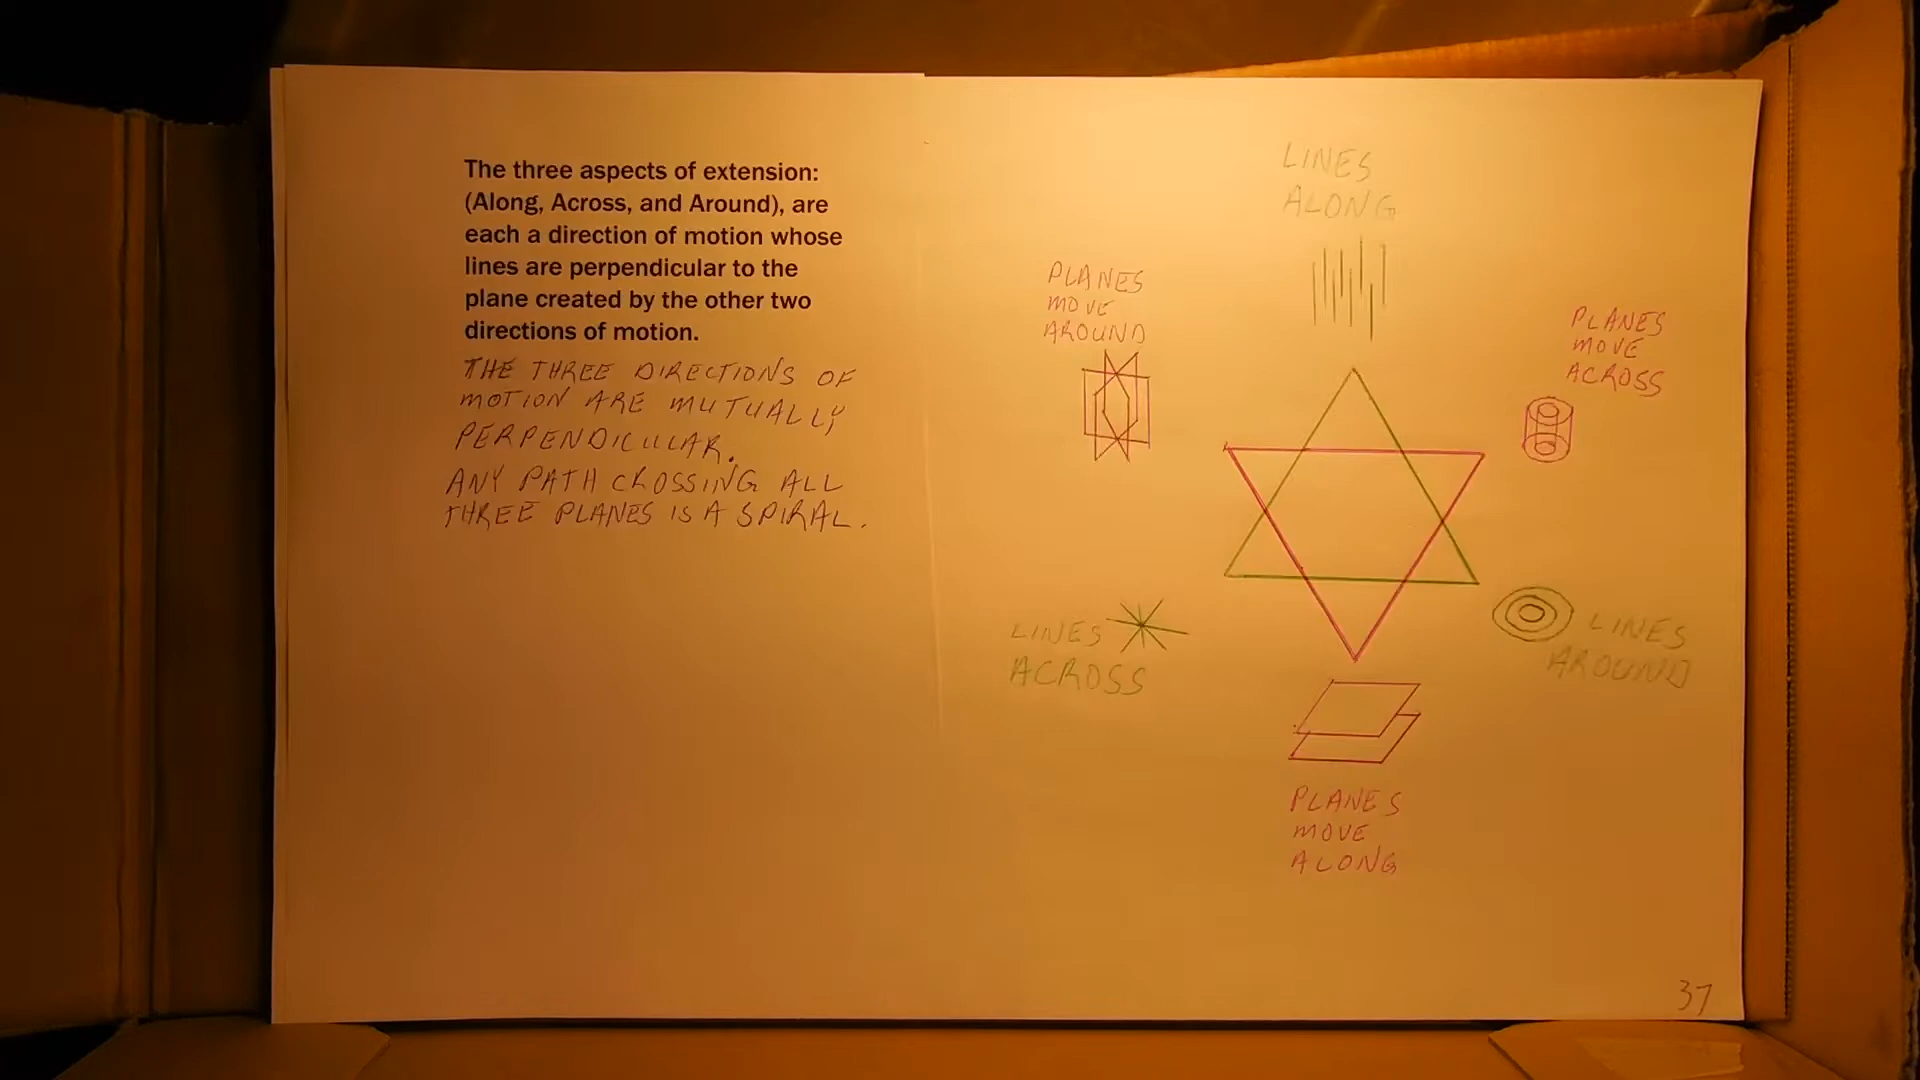 The three aspects of extension:
(Along, Across, and Around), are
each a direction of motion whose
lines are perpendicular to the
plane created by the other two
directions of motion.
THE THREE DIRECTIONS OF
MOTION ARE MUTUALLY
PERPENDICULAR.
ANY PATH CROSSING ALL
THREE PLANES IS A SPIRAL.
LINES
ALONG
PLANES
MOVE
AROUND
PLANES
MOVE
ACROSS
LINES
ACROSS
LINES
AROUND
PLANES
MOVE
ALONG
37